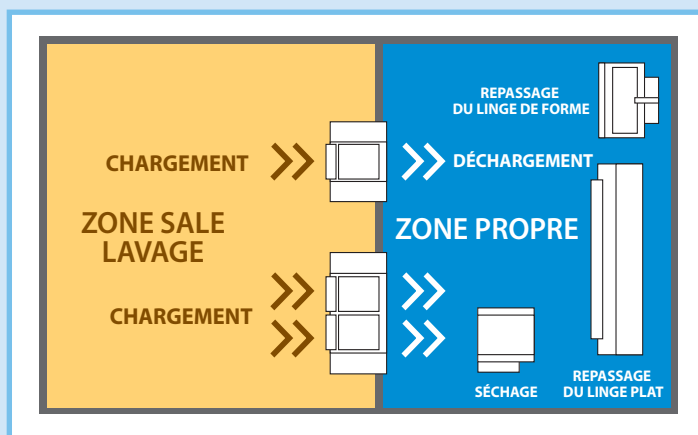 REPASSAGE
DU LINGE DE FORME
CHARGEMENT
DÉCHARGEMENT
ZONE SALE
LAVAGE
ZONE PROPRE
CHARGEMENT
SÉCHAGE
REPASSAGE
DU LINGE PLAT